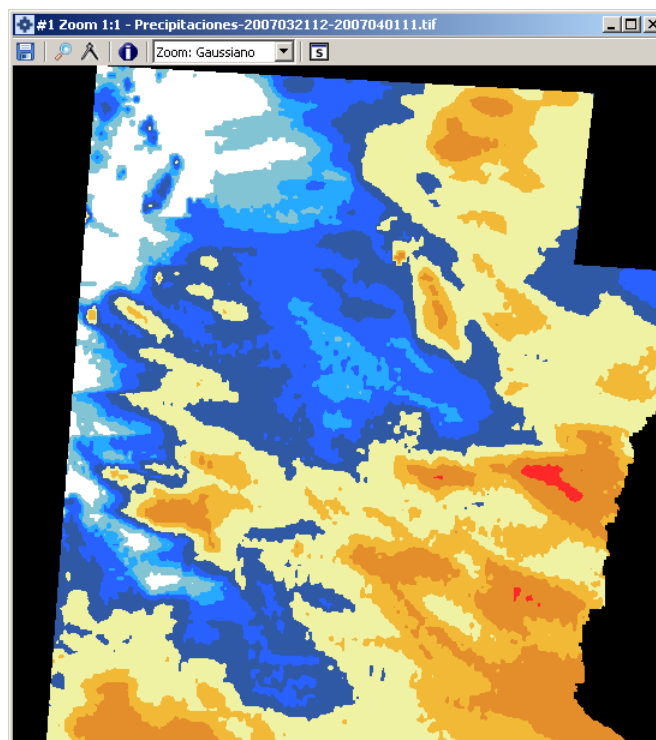 #1 Zoom 1:1 - Precipitaciones-2007032112-2007040111.tif
Zoom: Gaussiano
S